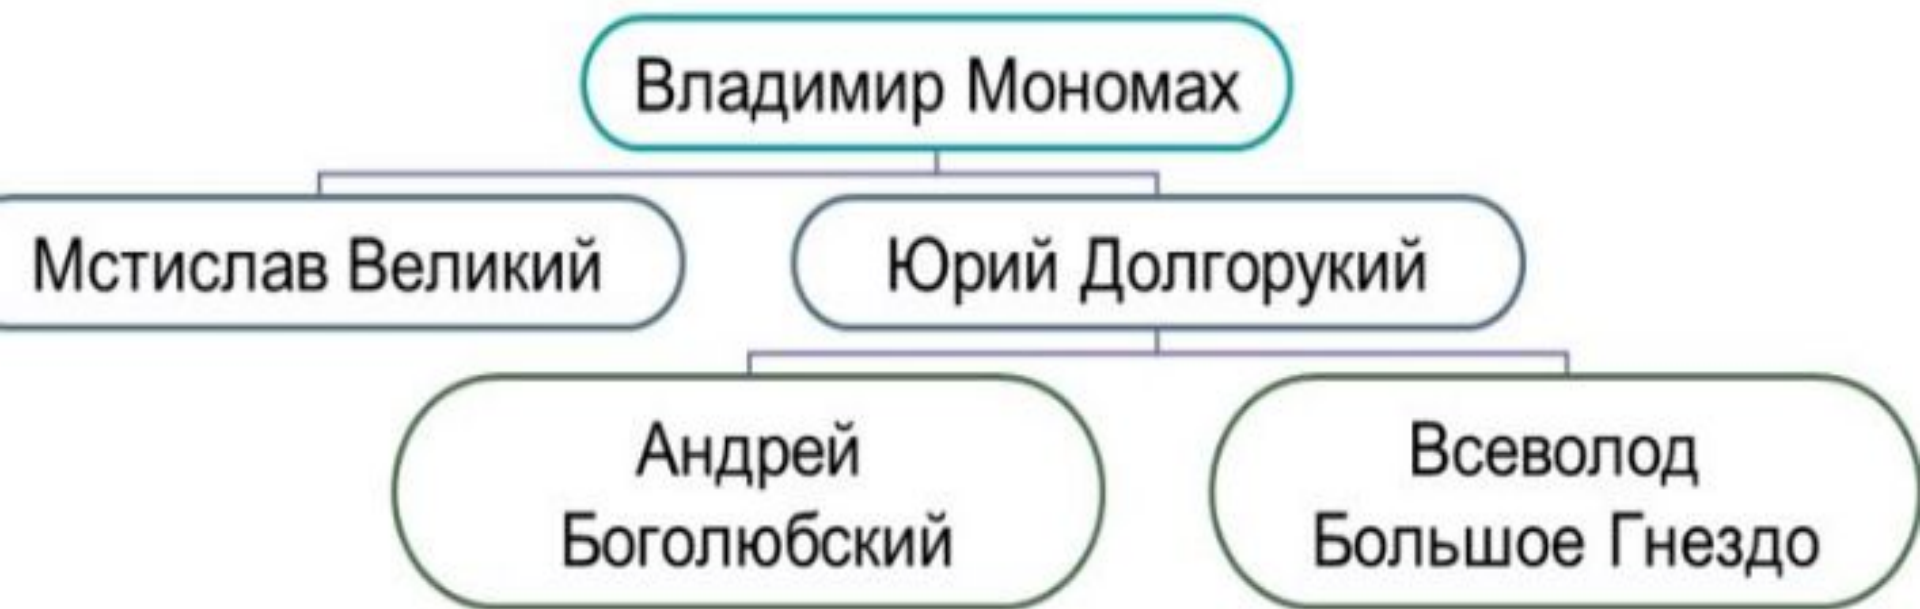 Владимир Мономах
Мстислав Великий
Юрий Долгорукий
Андрей
Боголюбский
Всеволод
Большое Гнездо